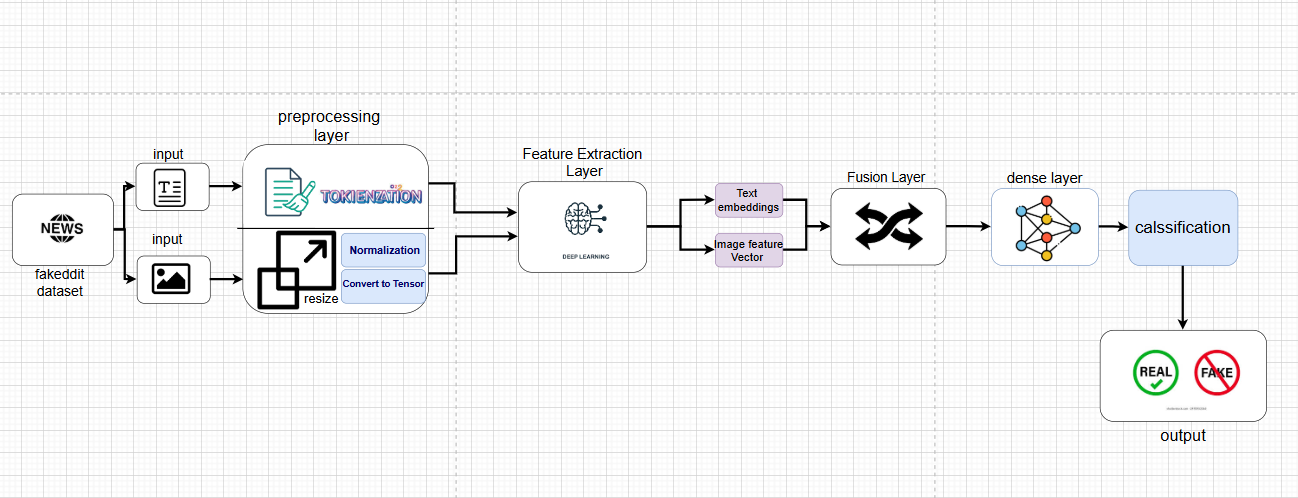 preprocessing
layer
input
T
TOKIENZATION
NEWS
fakeddit
dataset
input
Normalization
Convert to Tensor
resize
Feature Extraction
Layer
DEEP LEARNING
Text
embeddings
Image feature
Vector
Fusion Layer
dense layer
calssification
REAL
FAKE
output